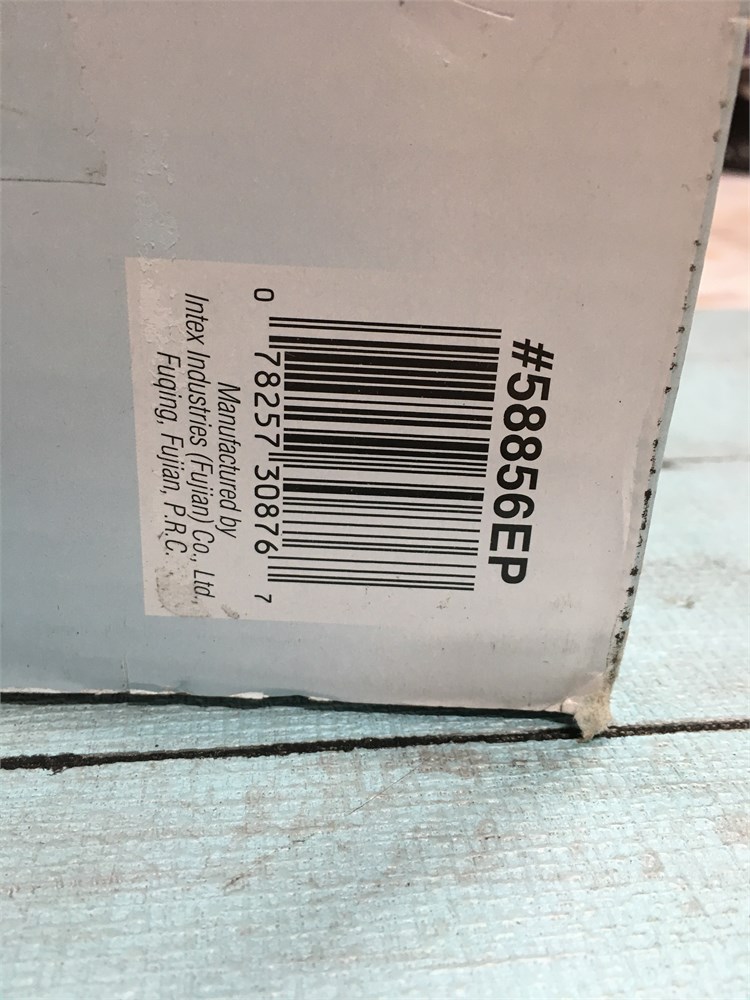 #58856EP
0 78257 30876 7
Manufactured by
Intex Industries (Fujian) Co., Ltd.
Fuqing, Fujian, P.R.C.